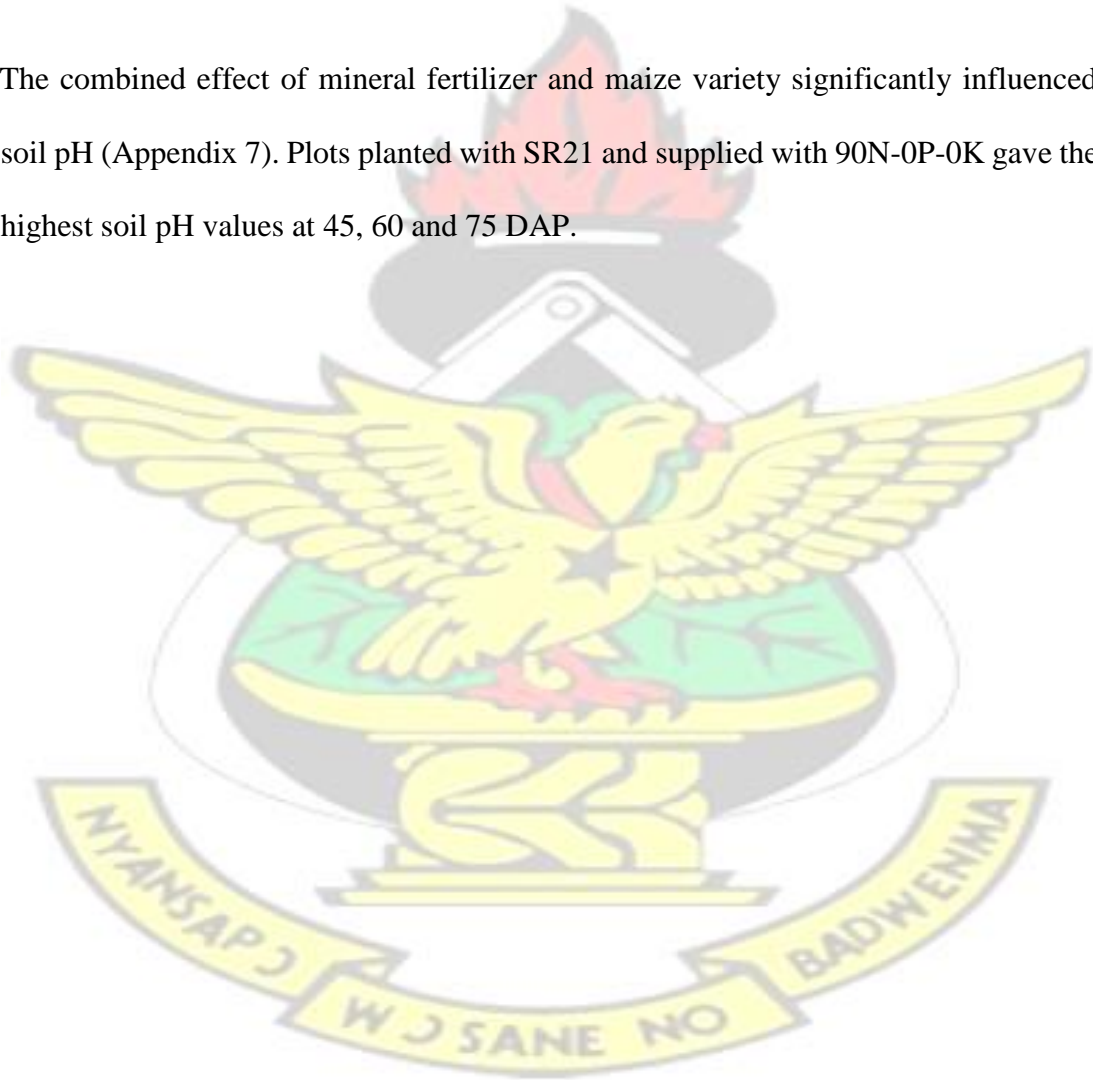 The combined effect of mineral fertilizer and maize variety significantly influenced
soil pH (Appendix 7). Plots planted with SR21 and supplied with 90N-0P-0K gave the
highest soil pH values at 45, 60 and 75 DAP.
NYANSAPƆ
WƆSANE NO
BADWENMA